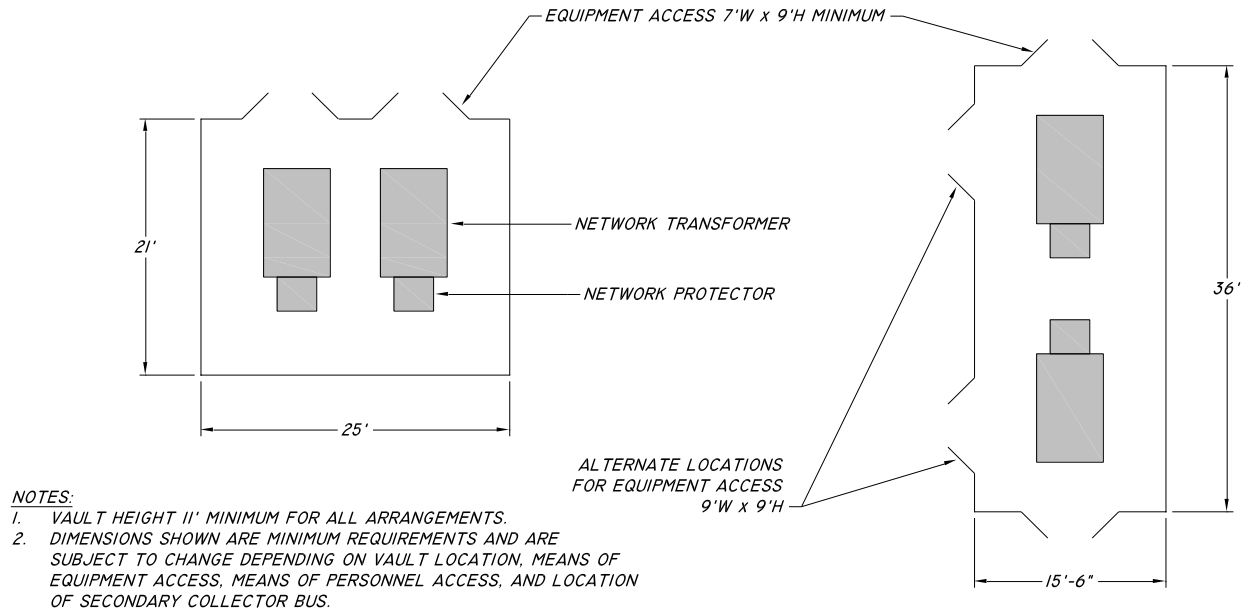 EQUIPMENT ACCESS 7'W x 9'H MINIMUM
21'
NETWORK TRANSFORMER
NETWORK PROTECTOR
36'
25'
ALTERNATE LOCATIONS
FOR EQUIPMENT ACCESS
9'W x 9'H
15'-6"
NOTES:
1. VAULT HEIGHT 11' MINIMUM FOR ALL ARRANGEMENTS.
2. DIMENSIONS SHOWN ARE MINIMUM REQUIREMENTS AND ARE
SUBJECT TO CHANGE DEPENDING ON VAULT LOCATION, MEANS OF
EQUIPMENT ACCESS, MEANS OF PERSONNEL ACCESS, AND LOCATION
OF SECONDARY COLLECTOR BUS.